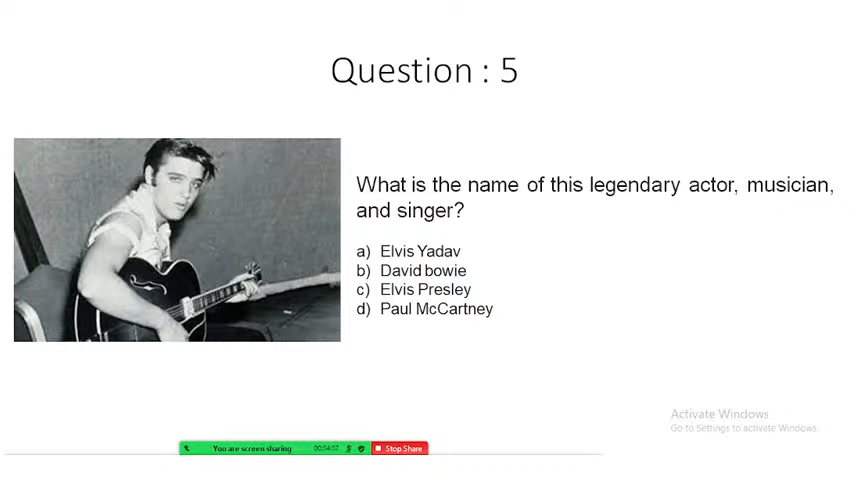 Question : 5
What is the name of this legendary actor, musician,
and singer?
a) Elvis Yadav
b) David bowie
c) Elvis Presley
d) Paul McCartney
Activate Windows
Go to Settings to activate Windows.
You are screen sharing
Stop Share